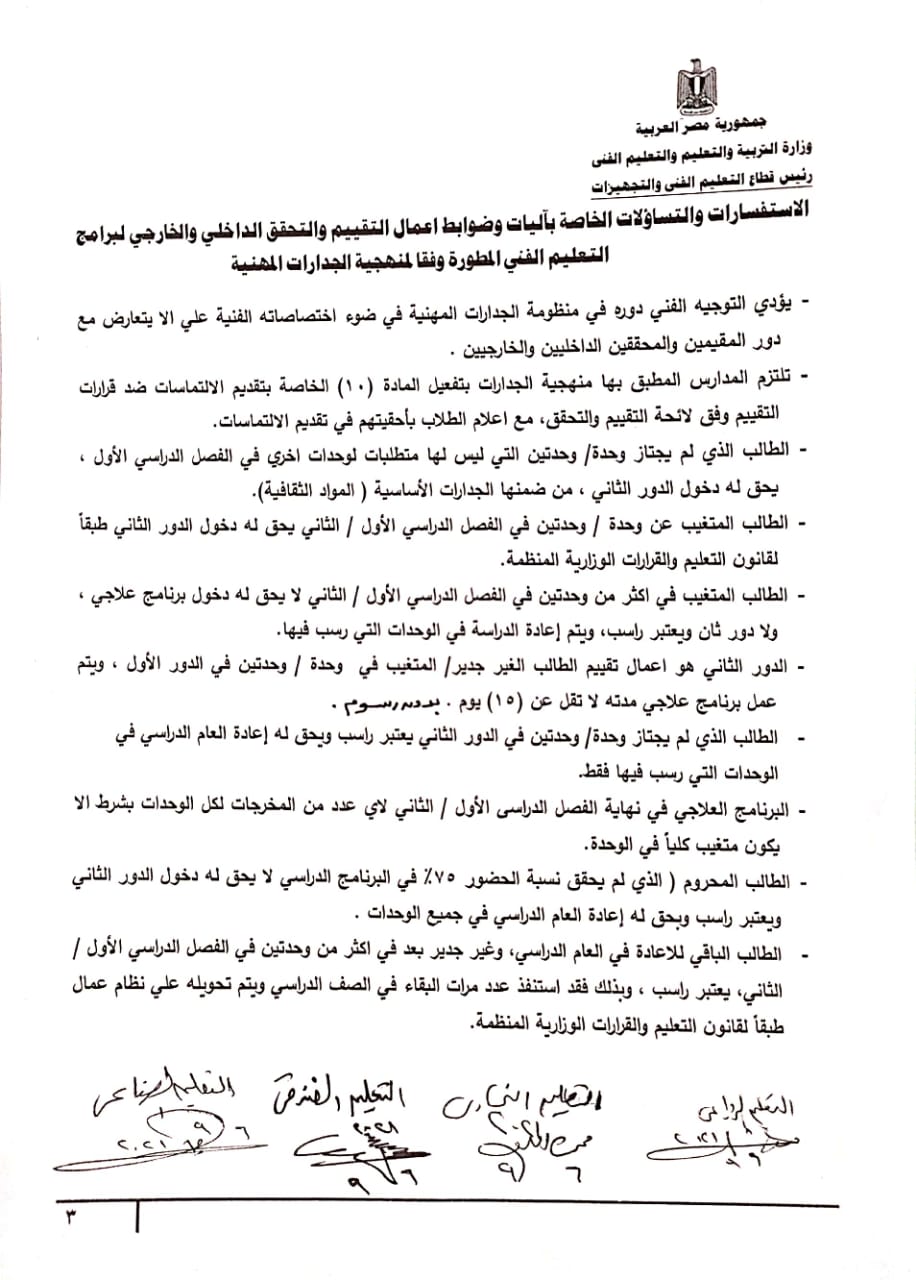 جمهورية مصر العربية
وزارة التربية والتعليم والتعليم الفنى
رئيس قطاع التعليم الفنى والتجهيزات
الاستفسارات والتساؤلات الخاصة بآليات وضوابط اعمال التقييم والتحقق الداخلي والخارجي لبرامج
التعليم الفني المطورة وفقا لمنهجية الجدارات المهنية
- يؤدي التوجيه الفني دوره في منظومة الجدارات المهنية في ضوء اختصاصاته الفنية علي الا يتعارض مع
دور المقيمين والمحققين الداخليين والخارجيين .
- تلتزم المدارس المطبق بها منهجية الجدارات بتفعيل المادة (١٠) الخاصة بتقديم الالتماسات ضد قرارات
التقييم وفق لائحة التقييم والتحقق، مع اعلام الطلاب بأحقيتهم في تقديم الالتماسات.
- الطالب الذي لم يجتاز وحدة/ وحدتين التي ليس لها متطلبات لوحدات اخري في الفصل الدراسي الأول ،
يحق له دخول الدور الثاني ، من ضمنها الجدارات الأساسية ( المواد الثقافية).
- الطالب المتغيب عن وحدة / وحدتين في الفصل الدراسي الأول / الثاني يحق له دخول الدور الثاني طبقاً
لقانون التعليم والقرارات الوزارية المنظمة.
- الطالب المتغيب في اكثر من وحدتين في الفصل الدراسي الأول / الثاني لا يحق له دخول برنامج علاجي ،
ولا دور ثان ويعتبر راسب، ويتم إعادة الدراسة في الوحدات التي رسب فيها.
- الدور الثاني هو اعمال تقييم الطالب الغير جدير/ المتغيب في وحدة / وحدتين في الدور الأول ، ويتم
عمل برنامج علاجي مدته لا تقل عن (١٥) يوم . بدون رسوم .
- الطالب الذي لم يجتاز وحدة/ وحدتين في الدور الثاني يعتبر راسب ويحق له إعادة العام الدراسي في
الوحدات التي رسب فيها فقط.
- البرنامج العلاجي في نهاية الفصل الدراسى الأول / الثاني لاي عدد من المخرجات لكل الوحدات بشرط الا
يكون متغيب كلياً في الوحدة.
- الطالب المحروم ( الذي لم يحقق نسبة الحضور ٧٥٪ في البرنامج الدراسي لا يحق له دخول الدور الثاني
ويعتبر راسب ويحق له إعادة العام الدراسي في جميع الوحدات .
- الطالب الباقي للاعادة في العام الدراسي، وغير جدير بعد في اكثر من وحدتين في الفصل الدراسي الأول /
الثاني، يعتبر راسب ، وبذلك فقد استنفذ عدد مرات البقاء في الصف الدراسي ويتم تحويله علي نظام عمال
طبقاً لقانون التعليم والقرارات الوزارية المنظمة.
التعليم الزراعى التعليم التجارى التعليم الفندقى التعليم الصناعى
٣